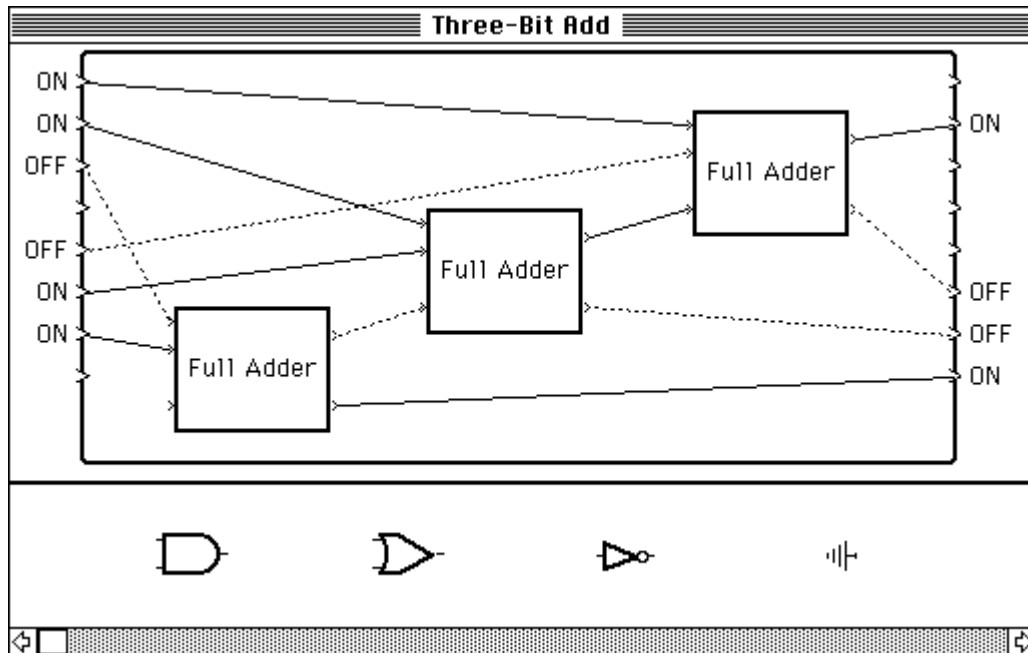 Three-Bit Add
ON
ON
ON
OFF
Full Adder
OFF
Full Adder
ON
OFF
ON
OFF
Full Adder
ON